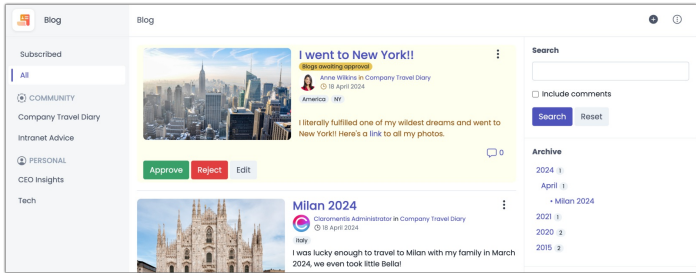 Blog
Blog
Subscribed
All
COMMUNITY
Company Travel Diary
Intranet Advice
PERSONAL
CEO Insights
Tech
I went to New York!!
Blogs awaiting approval
Anne Wilkins in Company Travel Diary
18 April 2024
America NY
I literally fulfilled one of my wildest dreams and went to
New York!! Here's a link to all my photos.
0
Approve Reject Edit
Milan 2024
Claromentis Administrator in Company Travel Diary
18 April 2024
Italy
I was lucky enough to travel to Milan with my family in March
2024, we even took little Bella!
Search
Include comments
Search Reset
Archive
2024 1
April 1
• Milan 2024
2021 1
2020 2
2015 2